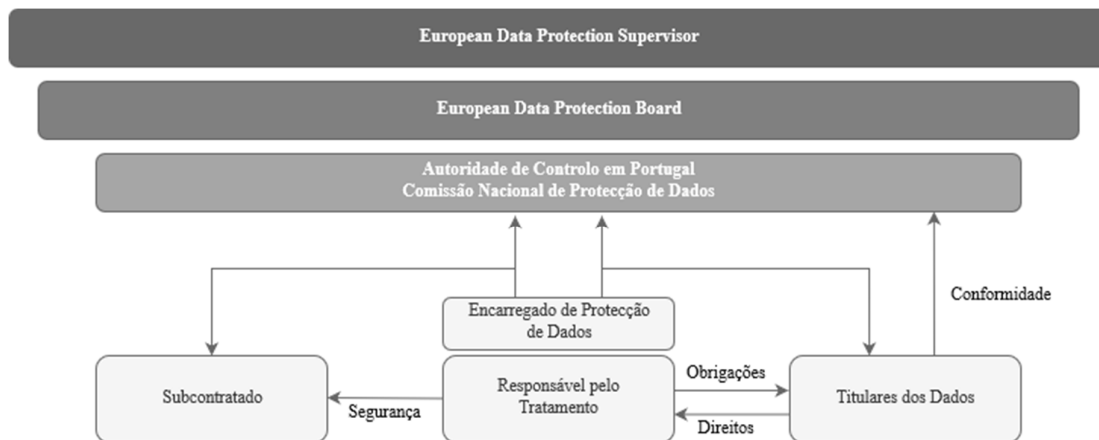 European Data Protection Supervisor
European Data Protection Board
Autoridade de Controlo em Portugal
Comissão Nacional de Protecção de Dados
Conformidade
Encarregado de Protecção
de Dados
Subcontratado
Segurança
Responsável pelo
Tratamento
Obrigações
Direitos
Titulares dos Dados